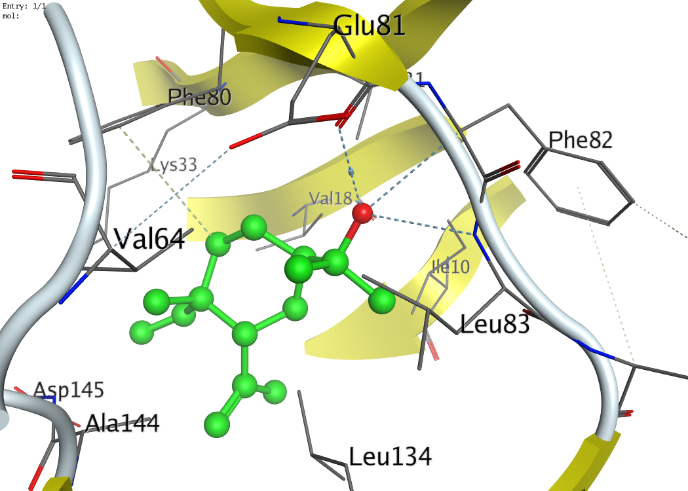 Entry: 1/1
mol:
Glu81
Phe80
Phe82
Lys33
Val18
Val64
Ile10
Leu83
Asp145
Ala144
Leu134